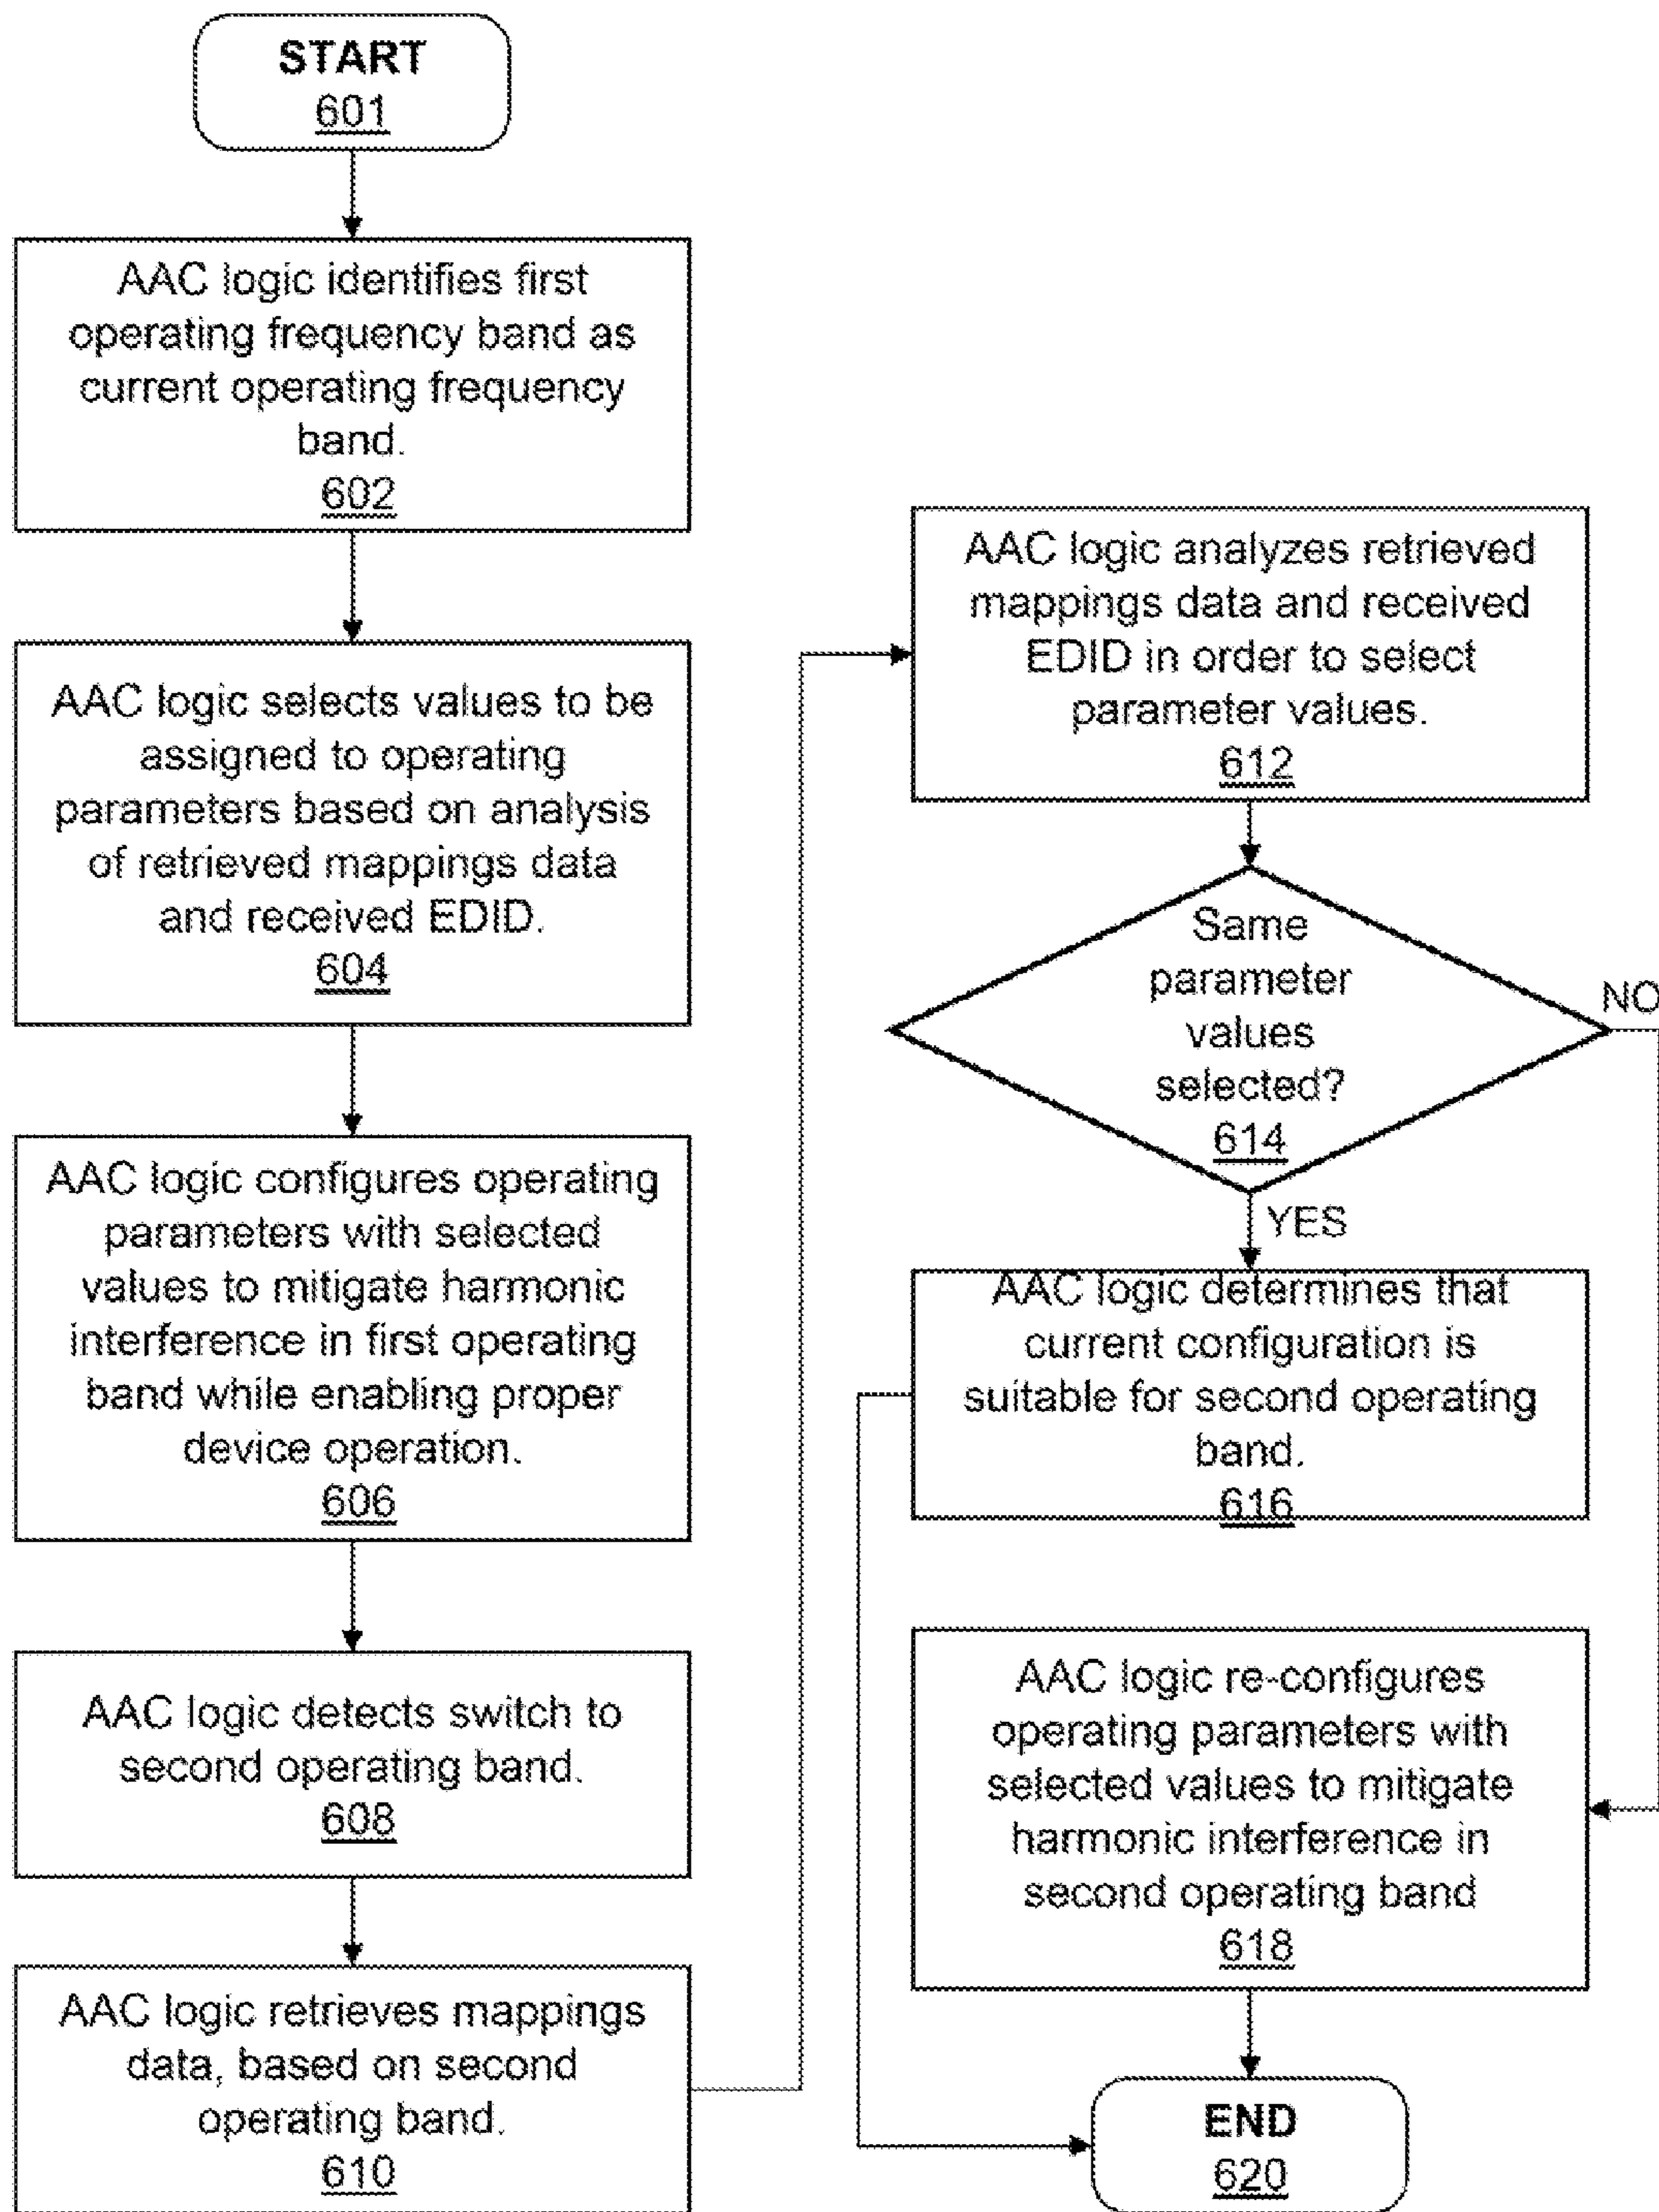 START
601
AAC logic identifies first
operating frequency band as
current operating frequency
band.
602
AAC logic selects values to be
assigned to operating
parameters based on analysis
of retrieved mappings data
and received EDID.
604
AAC logic configures operating
parameters with selected
values to mitigate harmonic
interference in first operating
band while enabling proper
device operation.
606
AAC logic detects switch to
second operating band.
608
AAC logic retrieves mappings
data, based on second
operating band.
610
AAC logic analyzes retrieved
mappings data and received
EDID in order to select
parameter values.
612
Same
parameter
values
selected?
614
NO
YES
AAC logic determines that
current configuration is
suitable for second operating
band.
616
AAC logic re-configures
operating parameters with
selected values to mitigate
harmonic interference in
second operating band
618
END
620